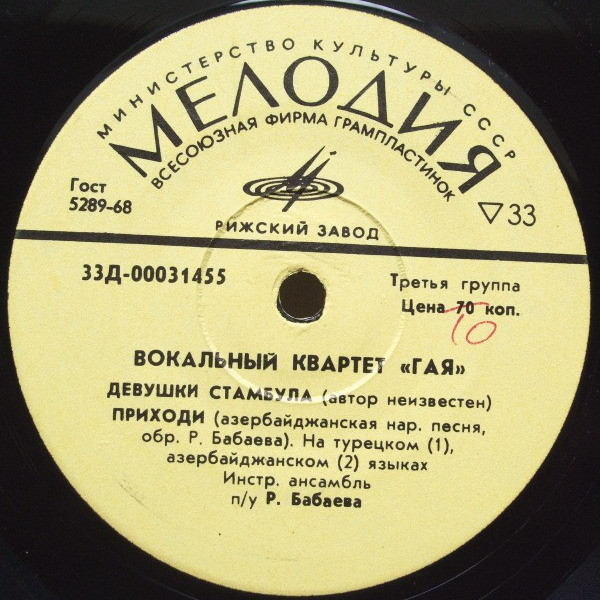 МИНИСТЕРСТВО КУЛЬТУРЫ СССР
МЕЛОДИЯ
ВСЕСОЮЗНАЯ ФИРМА ГРАМПЛАСТИНОК
Гост
5289-68
33
РИЖСКИЙ ЗАВОД
33Д-00031455
Третья группа
Цена 70 коп.
ВОКАЛЬНЫЙ КВАРТЕТ «ГАЯ»
ДЕВУШКИ СТАМБУЛА (автор неизвестен)
ПРИХОДИ (азербайджанская нар. песня,
обр. Р. Бабаева). На турецком (1),
азербайджанском (2) языках
Инстр. ансамбль
п/у Р. Бабаева